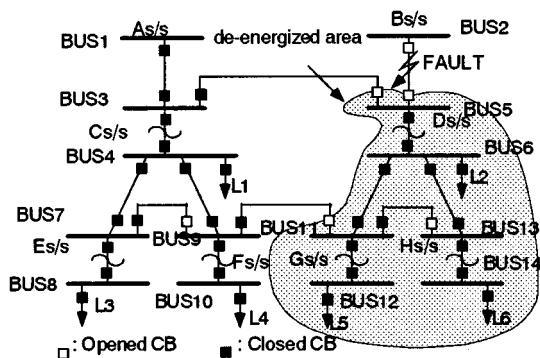 As/s
Bs/s
BUS1
BUS2
de-energized area
FAULT
BUS3
BUS5
Cs/s
Ds/s
BUS4
BUS6
L1
L2
BUS7
BUS9
BUS11
BUS13
Es/s
Fs/s
Gs/s
Hs/s
BUS14
BUS8
L3
BUS10
L4
BUS12
L5
L6
: Opened CB
: Closed CB